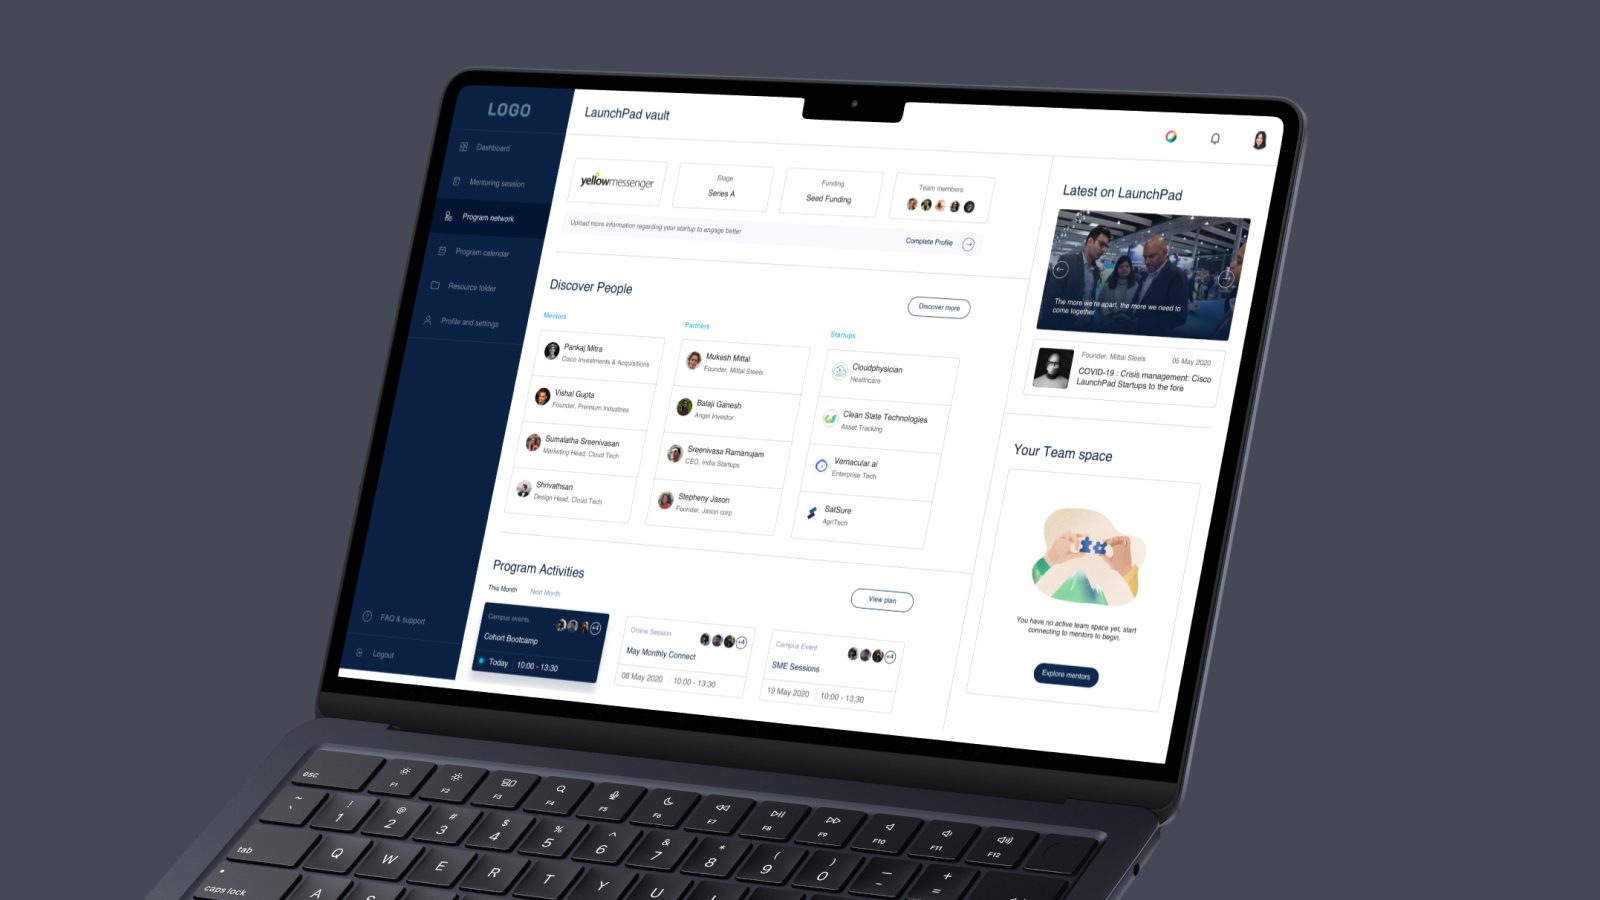 LOGO
Dashboard
Mentoring session
Program network
Program calendar
Resource folder
Profile and settings
FAQ & support
Logout
LaunchPad vault
yellowmessenger
Stage
Series A
Funding
Seed Funding
Team members
Upload more information regarding your startup to engage better
Complete Profile
Discover People
Discover more
Mentors
Pankaj Mitra
Cisco Investments & Acquisitions
Vishal Gupta
Founder, Premium Industries
Sumalatha Sreenivasan
Marketing Head, Cloud Tech
Shrivathsan
Design Head, Cloud Tech
Partners
Mukesh Mittal
Founder, Mittal Steels
Balaji Ganesh
Angel Investor
Sreenivasa Ramanujam
CEO, India Startups
Stepheny Jason
Founder, Jason corp
Startups
Cloudphysician
Healthcare
Clean Slate Technologies
Asset Tracking
Vernacular.ai
Enterprise Tech
SatSure
AgriTech
Program Activities
View plan
This Month
Next Month
Campus events
+4
Cohort Bootcamp
Today
10:00 - 13:30
Online Session
+4
May Monthly Connect
08 May 2020
10:00 - 13:30
Campus Event
+4
SME Sessions
19 May 2020
10:00 - 13:30
Latest on LaunchPad
The more we're apart, the more we need to
come together
Founder, Mittal Steels
05 May 2020
COVID-19 : Crisis management: Cisco
LaunchPad Startups to the fore
Your Team space
You have no active team space yet, start
connecting to mentors to begin.
Explore mentors
esc F1 F2 F3 F4 F5 F6 F7 F8 F9 F10 F11 F12
~ ! @ # $ % ^ & * ( ) — +
` 1 2 3 4 5 6 7 8 9 0 - =
tab Q W E R T Y U
caps lock A S